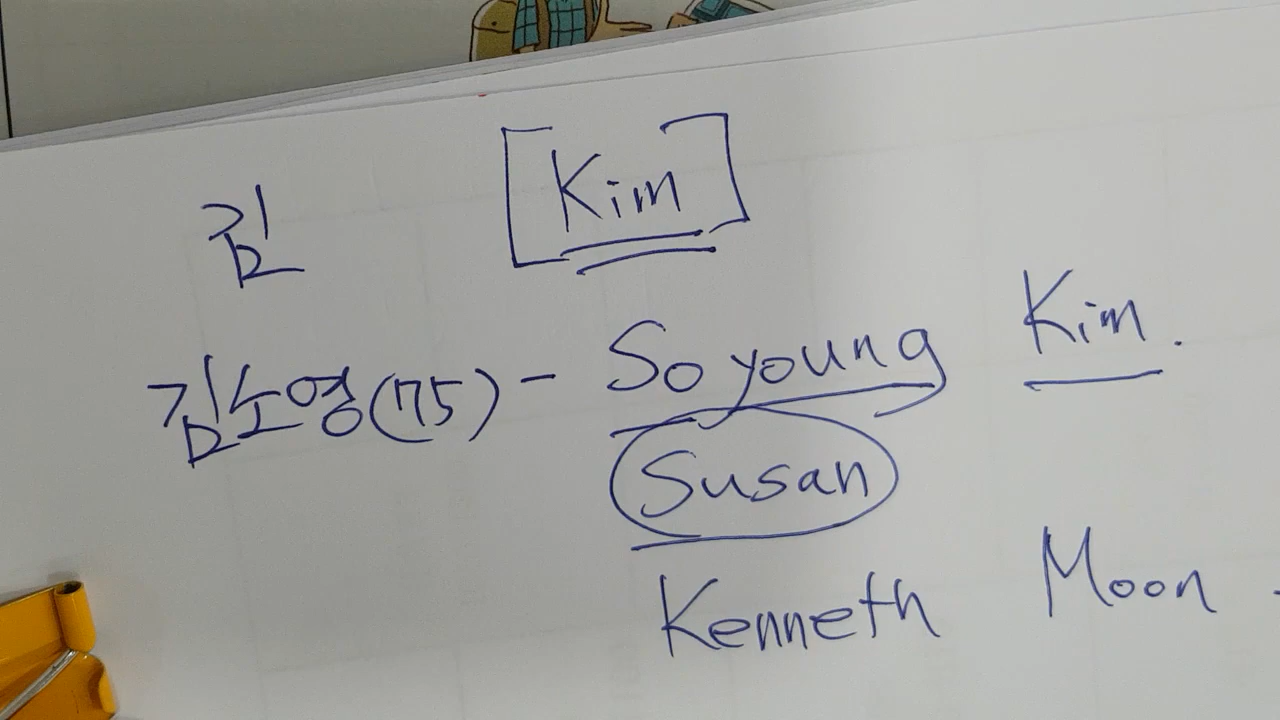 김 [Kim]
김소영(75) - So young Kim.
Susan
Kenneth Moon